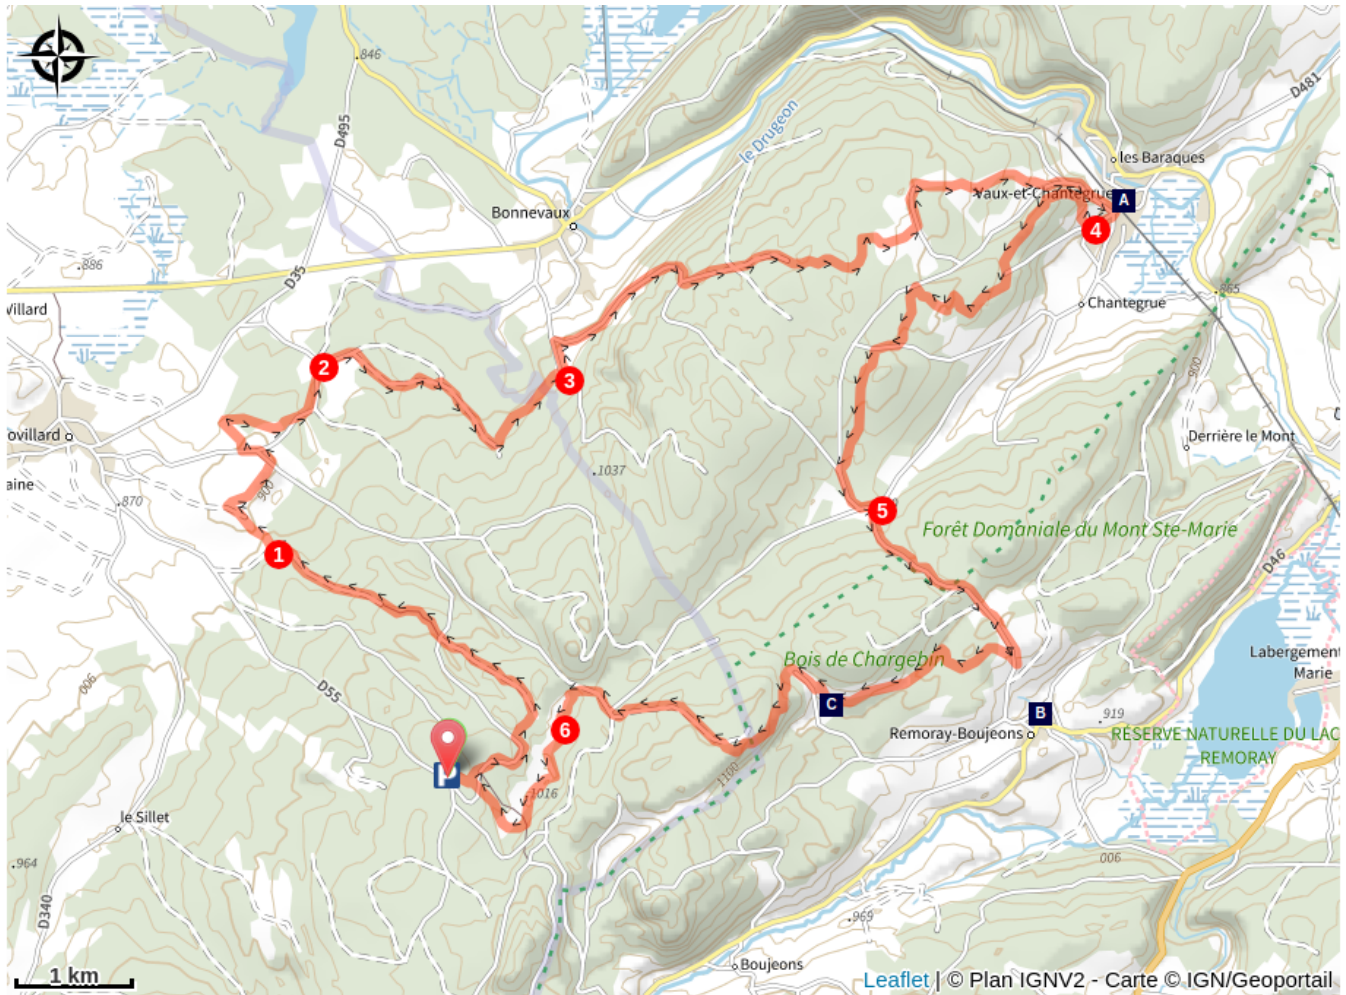 .846
D481
D495
le Drugeon
les Baraques
Vaux-et-Chantegrue
A
Bonnevaux
4
.886
D35
.865
Villard
Chantegrue
2
3
900
ovillard
Derrière le Mont
.1037
aine
900
.870
5
Forêt Domaniale du Mont Ste-Marie
1
D46
Labergement
Marie
Bois de Chargebin
006
D55
C
B
.919
6
Remoray-Boujeons
RÉSERVE NATURELLE DU LAC
REMORAY
P
1100
1016
le Sillet
006
.964
D340
.969
Boujeons
1 km
Leaflet | © Plan IGNV2 - Carte © IGN/Geoportail